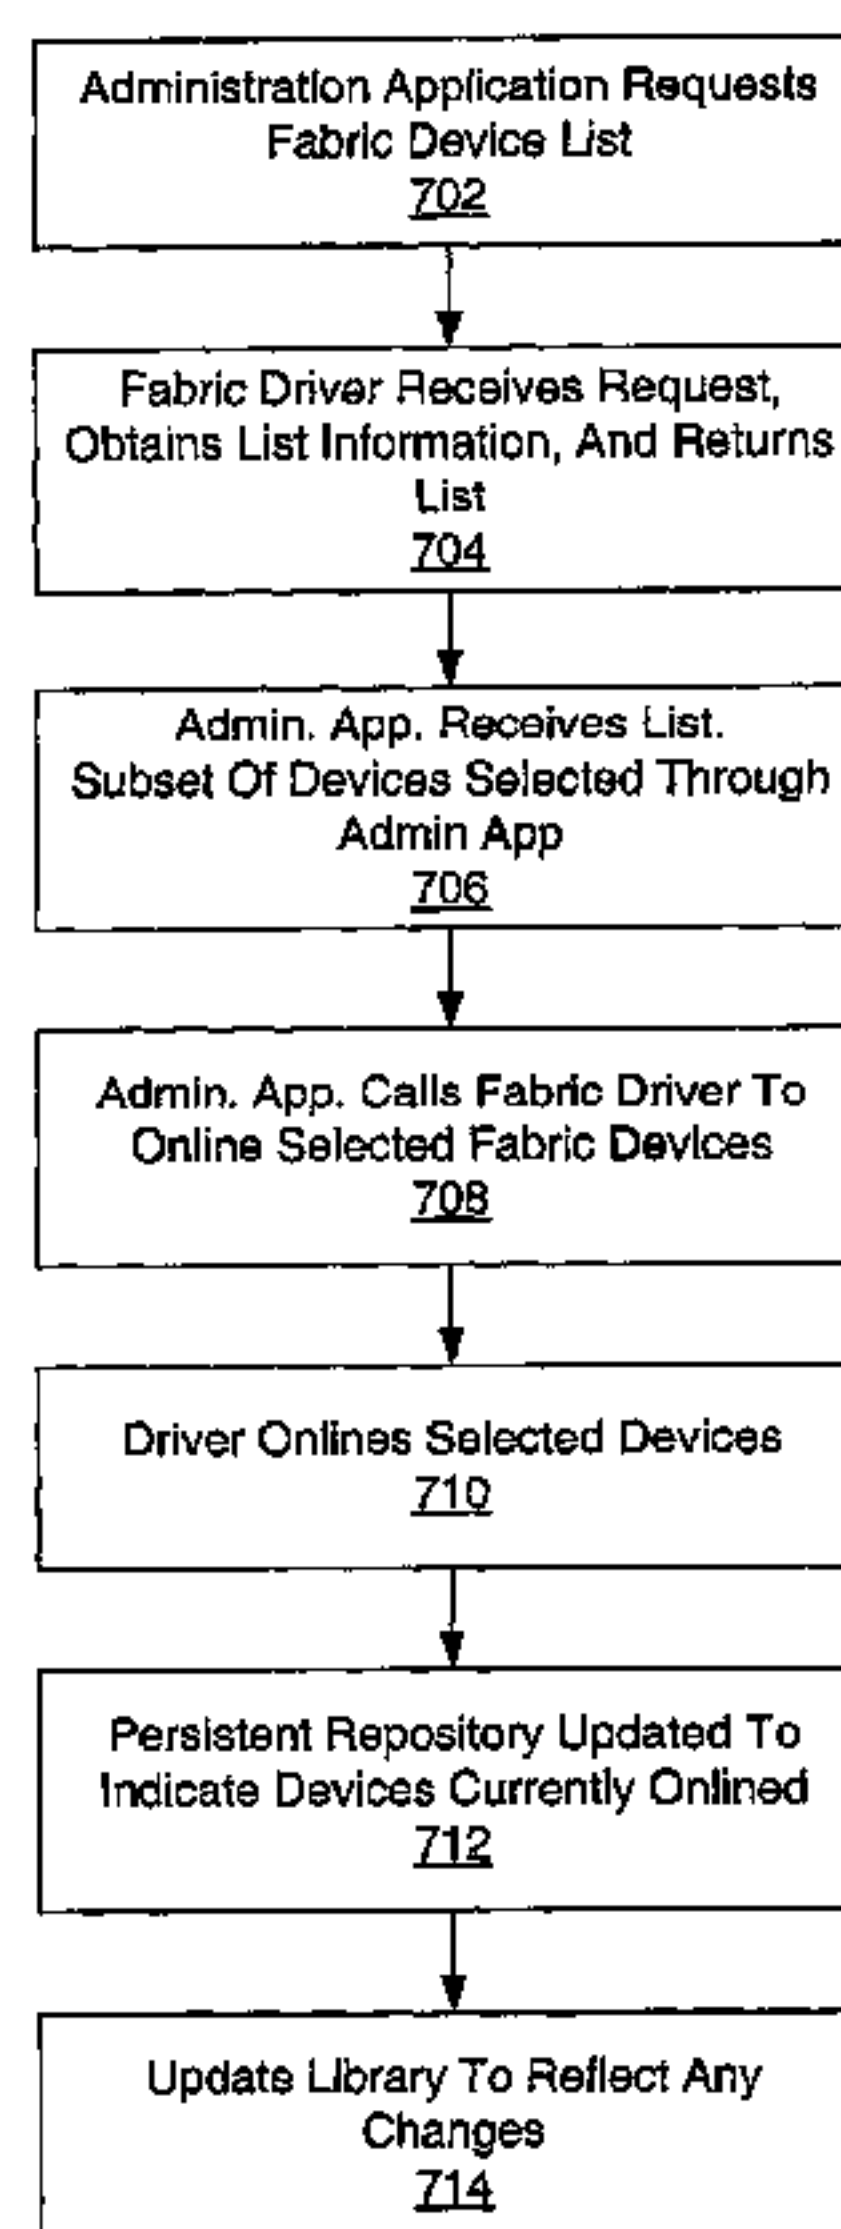 Administration Application Requests
Fabric Device List
702
Fabric Driver Receives Request,
Obtains List Information, And Returns
List
704
Admin. App. Receives List.
Subset Of Devices Selected Through
Admin App
706
Admin. App. Calls Fabric Driver To
Online Selected Fabric Devices
708
Driver Onlines Selected Devices
710
Persistent Repository Updated To
Indicate Devices Currently Onlined
712
Update Library To Reflect Any
Changes
714